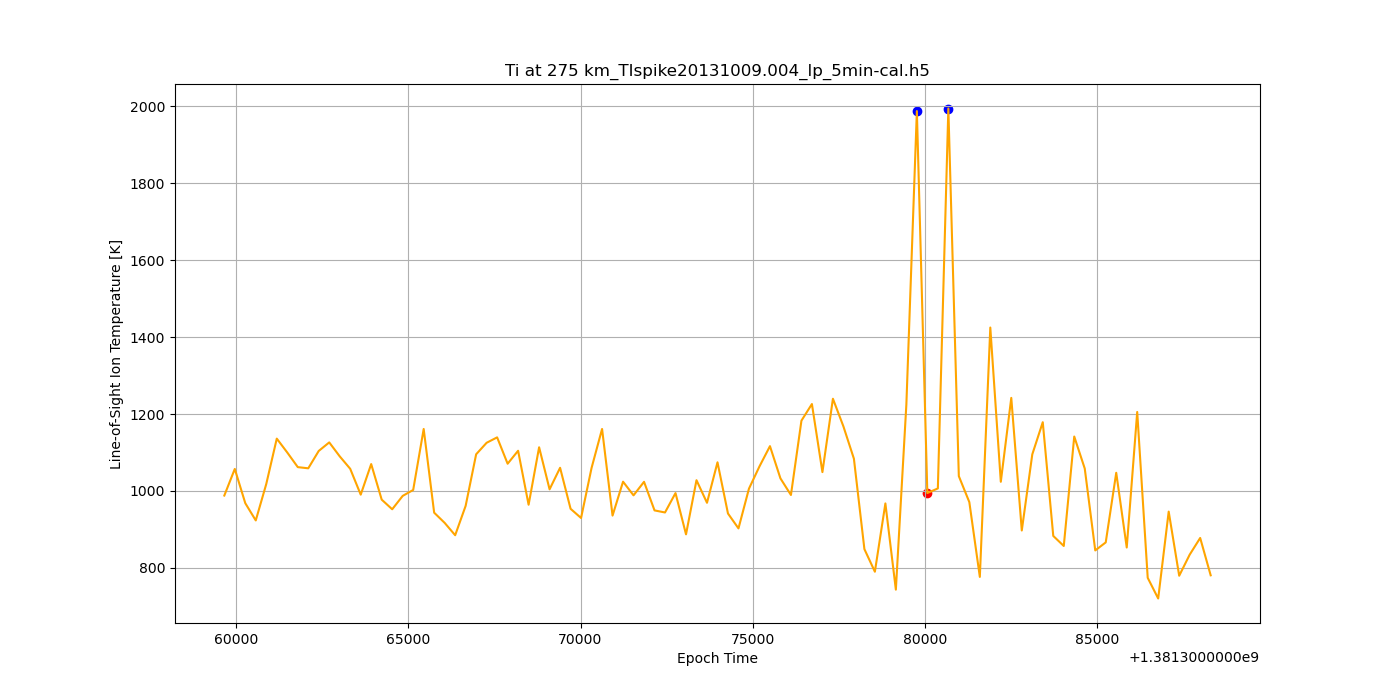 Ti at 275 km_TIspike20131009.004_lp_5min-cal.h5
Line-of-Sight Ion Temperature [K]
2000
1800
1600
1400
1200
1000
800
60000 65000 70000 75000 80000 85000
Epoch Time
+1.3813000000e9